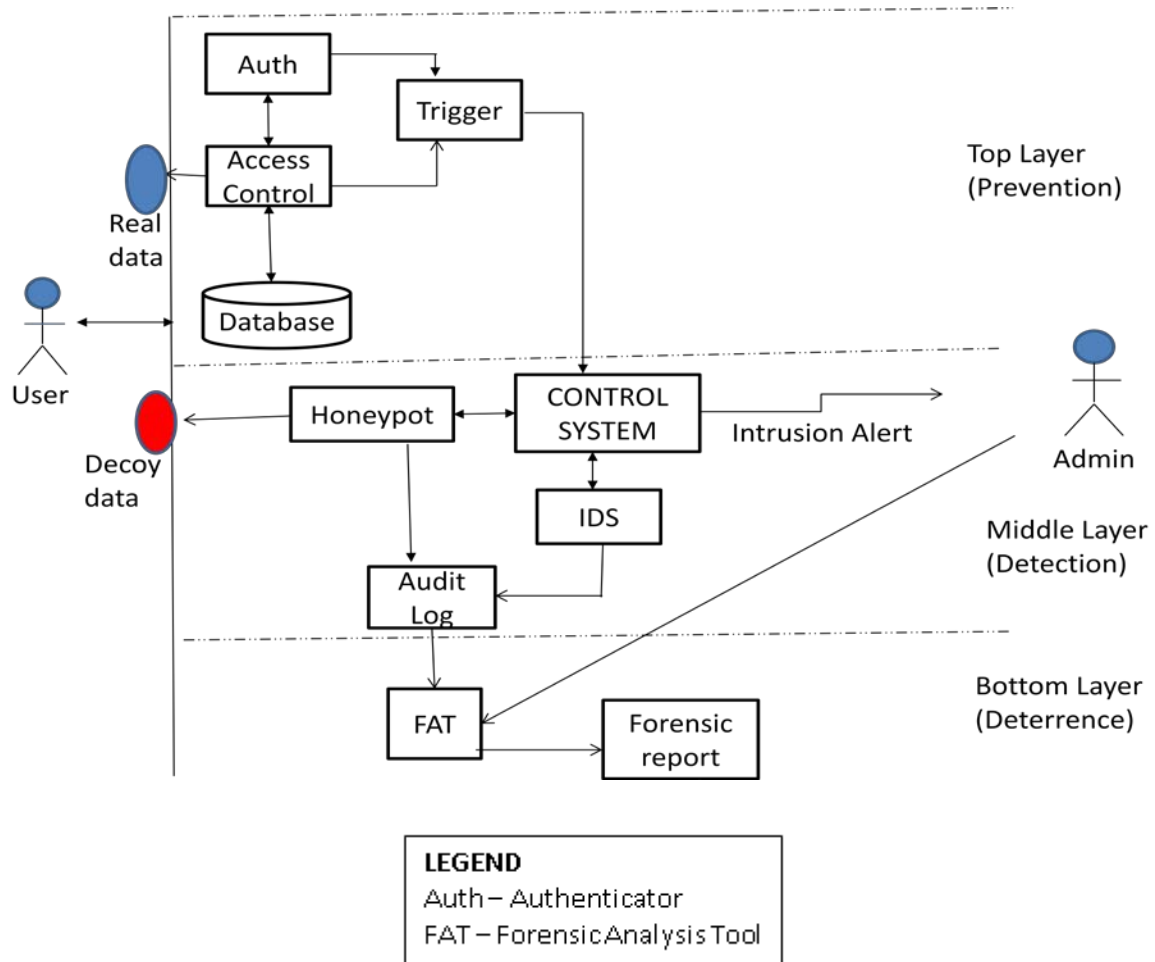 Auth
Trigger
Access
Control
Top Layer
(Prevention)
Real
data
Database
User
Honeypot
CONTROL
SYSTEM
Intrusion Alert
Admin
Decoy
data
IDS
Middle Layer
(Detection)
Audit
Log
Bottom Layer
(Deterrence)
FAT
Forensic
report
LEGEND
Auth – Authenticator
FAT – Forensic Analysis Tool